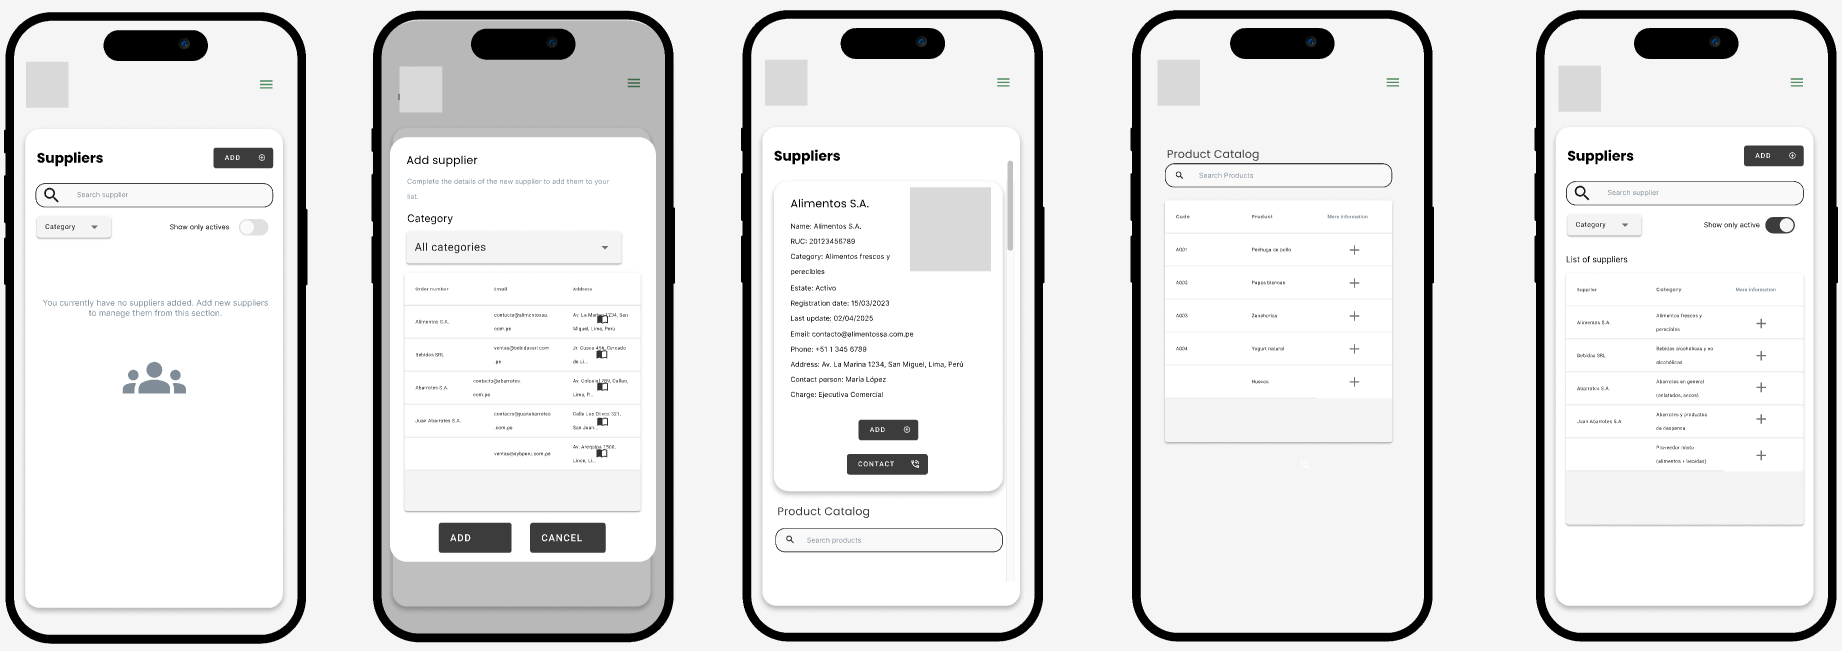 Suppliers
ADD
Search supplier
Category
Show only actives
You currently have no suppliers added. Add new suppliers
to manage them from this section.
Add supplier
Complete the details of the new supplier to add them to your
list.
Category
All categories
Order number Email Address
Alimentos S.A.
contacto@alimentossa.
com.pe
Av. La Marina 1234, San
Miguel, Lima, Peru
Bebidas SRL
ventas@bebidassrl.com
.pe
Jr. Cusco 456, Cercado
de Li...
Abarrotes S.A.
contacto@abarrotes
.com.pe
Av. Colonial 789, Callao,
Lima, P...
Juan Abarrotes S.A.
contacto@juanabarrotes
.com.pe
Calle Los Olivos 321,
San Juan...
Av. Arequipa 1500,
Lince, Li...
ADD
CANCEL
Suppliers
Alimentos S.A.
Name: Alimentos S.A.
RUC: 20123456789
Category: Alimentos frescos y
perecibles
Estate: Activo
Registration date: 15/03/2023
Last update: 02/04/2025
Email: contacto@alimentossa.com.pe
Phone: +51 1 345 6789
Address: Av. La Marina 1234, San Miguel, Lima, Perú
Contact person: María López
Charge: Ejecutiva Comercial
ADD
CONTACT
Product Catalog
Search products
Product Catalog
Search Products
Code Product More information
A001 Pechuga de pollo
A002 Papas blancas
A003 Zanahorias
A004 Yogurt natural
Huevos
Suppliers
ADD
Search supplier
Category
Show only active
List of suppliers
Supplier Category More information
Alimentos S.A.
Alimentos frescos y
perecibles
Bebidas SRL
Bebidas alcohólicas y no
alcohólicas
Abarrotes S.A.
Abarrotes en general
(enlatados, secos)
Juan Abarrotes S.A.
Abarrotes y productos
de despensa
Proveedor mixto
(alimentos + bebidas)